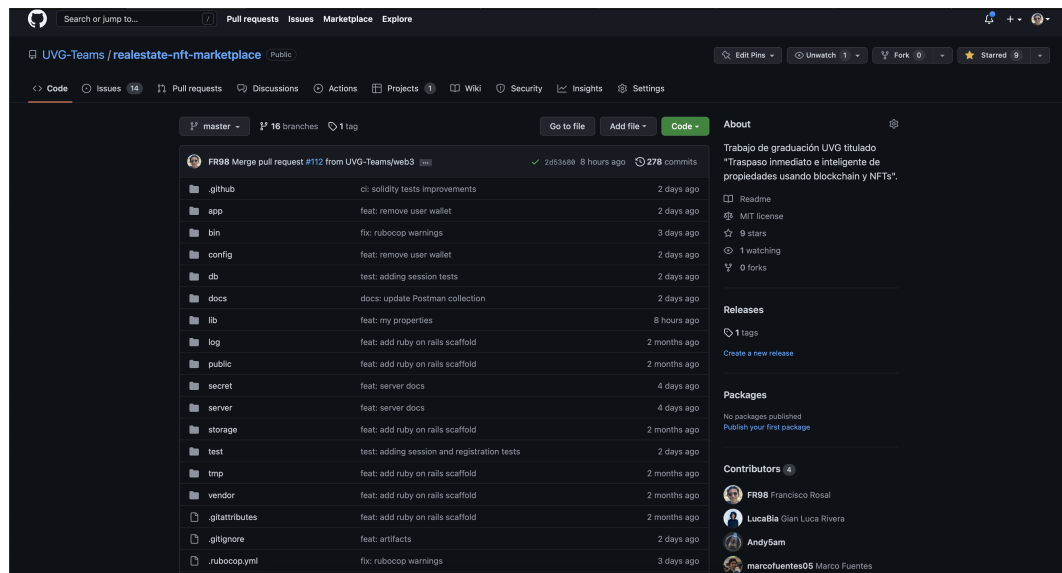 Search or jump to... / Pull requests Issues Marketplace Explore
UVG-Teams / realestate-nft-marketplace Public Edit Pins Unwatch 1 Fork 0 Starred 9
Code Issues 14 Pull requests Discussions Actions Projects 1 Wiki Security Insights Settings
master 16 branches 1 tag Go to file Add file Code
FR98 Merge pull request #112 from UVG-Teams/web3 ... 2d53680 8 hours ago 278 commits
.github ci: solidity tests improvements 2 days ago
app feat: remove user wallet 2 days ago
bin fix: rubocop warnings 3 days ago
config feat: remove user wallet 2 days ago
db test: adding session tests 2 days ago
docs docs: update Postman collection 2 days ago
lib feat: my properties 8 hours ago
log feat: add ruby on rails scaffold 2 months ago
public feat: add ruby on rails scaffold 2 months ago
secret feat: server docs 4 days ago
server feat: server docs 4 days ago
storage feat: add ruby on rails scaffold 2 months ago
test test: adding session and registration tests 2 days ago
tmp feat: add ruby on rails scaffold 2 months ago
vendor feat: add ruby on rails scaffold 2 months ago
.gitattributes feat: add ruby on rails scaffold 2 months ago
.gitignore feat: artifacts 2 days ago
.rubocop.yml fix: rubocop warnings 3 days ago
About
Trabajo de graduación UVG titulado
"Traspaso inmediato e inteligente de
propiedades usando blockchain y NFTs".
Readme
MIT license
9 stars
1 watching
0 forks
Releases
1 tags
Create a new release
Packages
No packages published
Publish your first package
Contributors 4
FR98 Francisco Rosal
LucaBia Gian Luca Rivera
Andy5am
marcofuentes05 Marco Fuentes